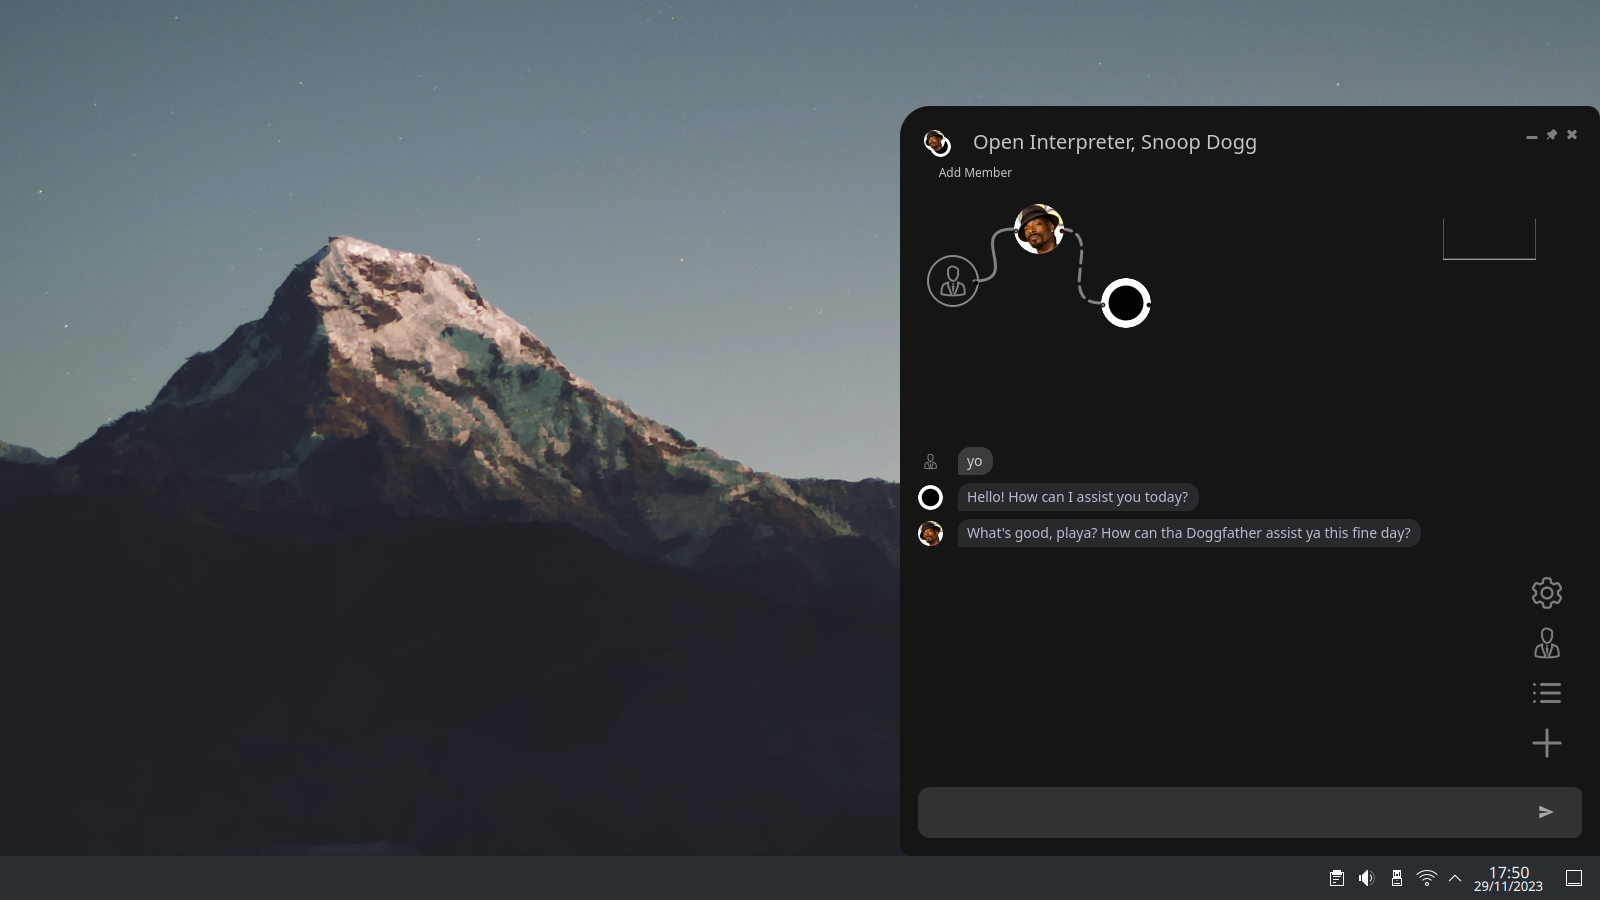 Open Interpreter, Snoop Dogg
Add Member
yo
Hello! How can I assist you today?
What's good, playa? How can tha Doggfather assist ya this fine day?
17:50
29/11/2023